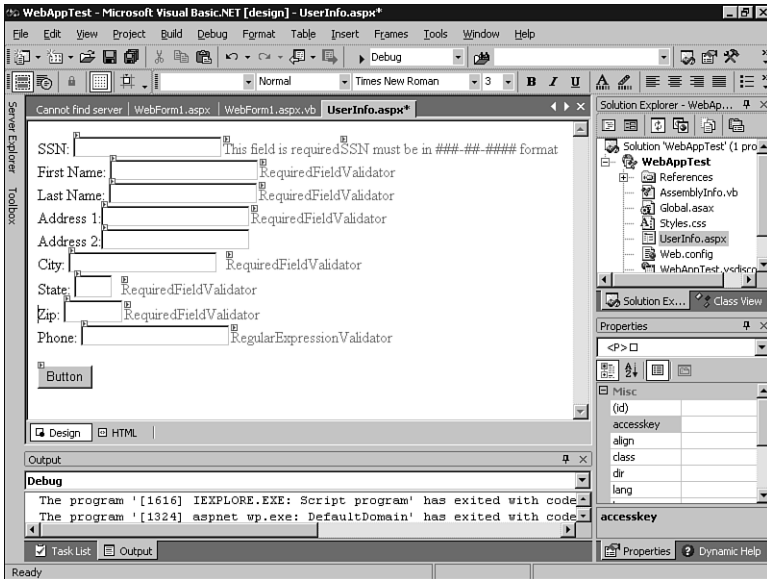 WebAppTest - Microsoft Visual Basic.NET [design] - UserInfo.aspx*
File Edit View Project Build Debug Format Table Insert Frames Tools Window Help
Debug
Normal Times New Roman 3 B I U A
Server Explorer
Toolbox
Cannot find server WebForm1.aspx WebForm1.aspx.vb UserInfo.aspx*
SSN: This field is requiredSSN must be in ###-##-#### format
First Name: RequiredFieldValidator
Last Name: RequiredFieldValidator
Address 1: RequiredFieldValidator
Address 2:
City: RequiredFieldValidator
State: RequiredFieldValidator
Zip: RequiredFieldValidator
Phone: RegularExpressionValidator
Button
Design HTML
Output
Debug
The program '[1616] IEXPLORE.EXE: Script program' has exited with code
The program '[1324] aspnet_wp.exe: DefaultDomain' has exited with code
Task List Output
Ready
Solution Explorer - WebAp...
Solution 'WebAppTest' (1 pro
WebAppTest
References
AssemblyInfo.vb
Global.asax
Styles.css
UserInfo.aspx
Web.config
WebAppTest.vsdisco
Solution Ex... Class View
Properties
<P>
Misc
(id)
accesskey
align
class
dir
lang
accesskey
Properties Dynamic Help